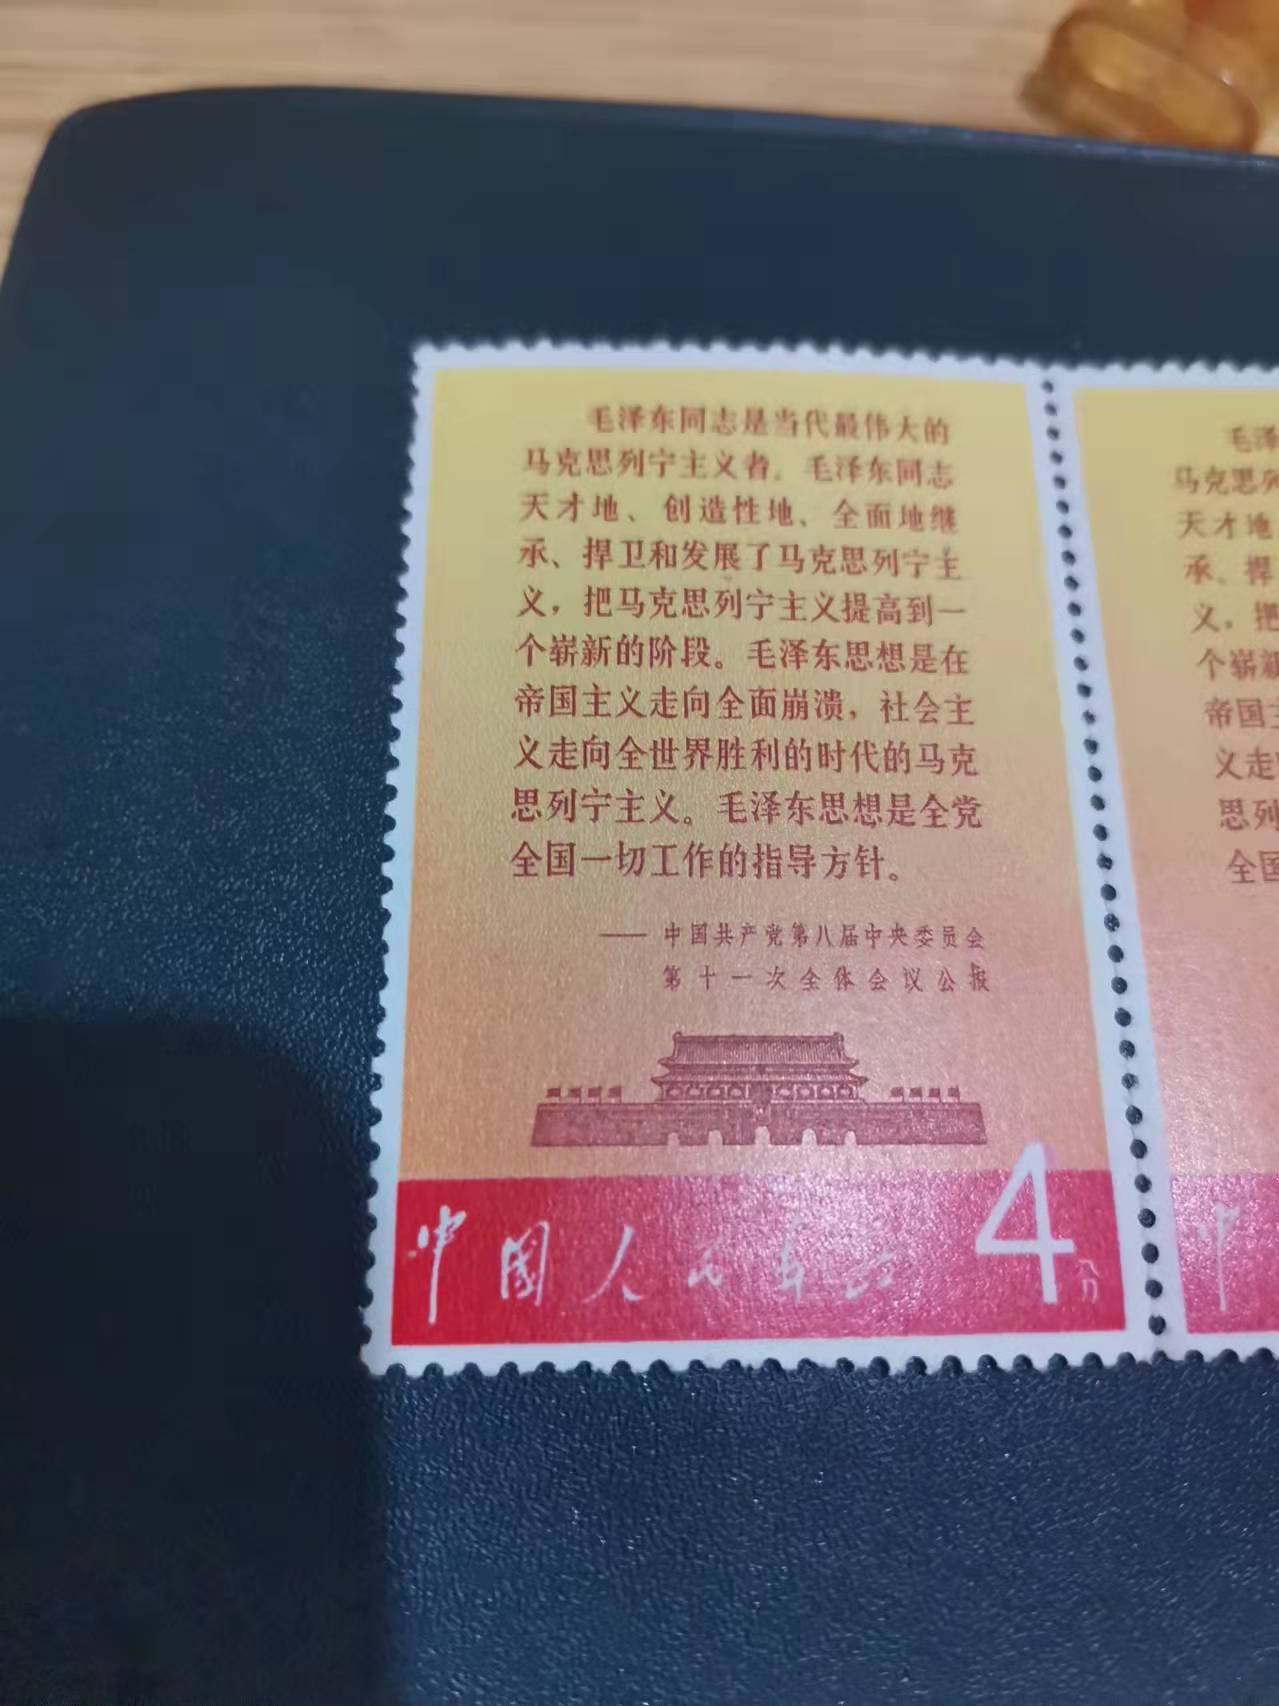 毛泽东同志是当代最伟大的
马克思列宁主义者。毛泽东同志
天才地、创造性地、全面地继
承、捍卫和发展了马克思列宁主
义，把马克思列宁主义提高到一
个崭新的阶段。毛泽东思想是在
帝国主义走向全面崩溃，社会主
义走向全世界胜利的时代的马克
思列宁主义。毛泽东思想是全党
全国一切工作的指导方针。
——中国共产党第八届中央委员会
第十一次全体会议公报
中国人民邮政 4分
毛泽
马克思列
天才地
承、捍
义，把
个崭新
帝国主
义走向
思列
全国
中